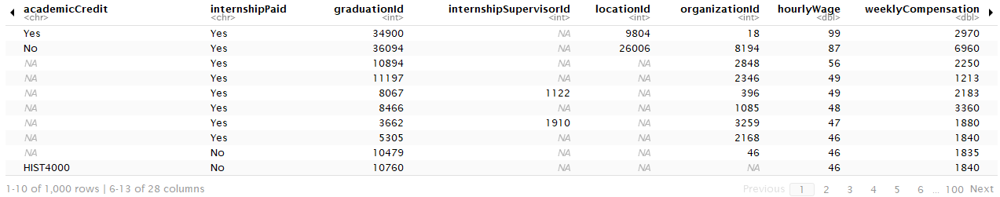 academicCredit internshipPaid graduationId internshipSupervisorId locationId organizationId hourlyWage weeklyCompensation
<chr> <chr> <int> <int> <int> <int> <dbl> <dbl>
Yes Yes 34900 NA 9804 18 99 2970
No Yes 36094 NA 26006 8194 87 6960
NA Yes 10894 NA NA 2848 56 2250
NA Yes 11197 NA NA 2346 49 1213
NA Yes 8067 1122 NA 396 49 2183
NA Yes 8466 NA NA 1085 48 3360
NA Yes 3662 1910 NA 3259 47 1880
NA Yes 5305 NA NA 2168 46 1840
NA No 10479 NA NA 46 46 1835
HIST4000 No 10760 NA NA NA 46 1840
1-10 of 1,000 rows | 6-13 of 28 columns Previous 1 2 3 4 5 6 ... 100 Next